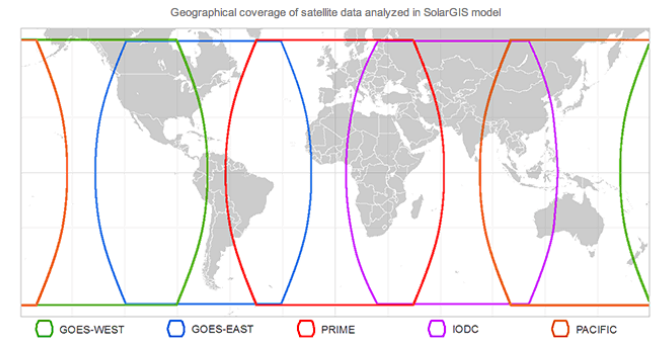 Geographical coverage of satellite data analyzed in SolarGIS model
GOES-WEST GOES-EAST PRIME IODC PACIFIC